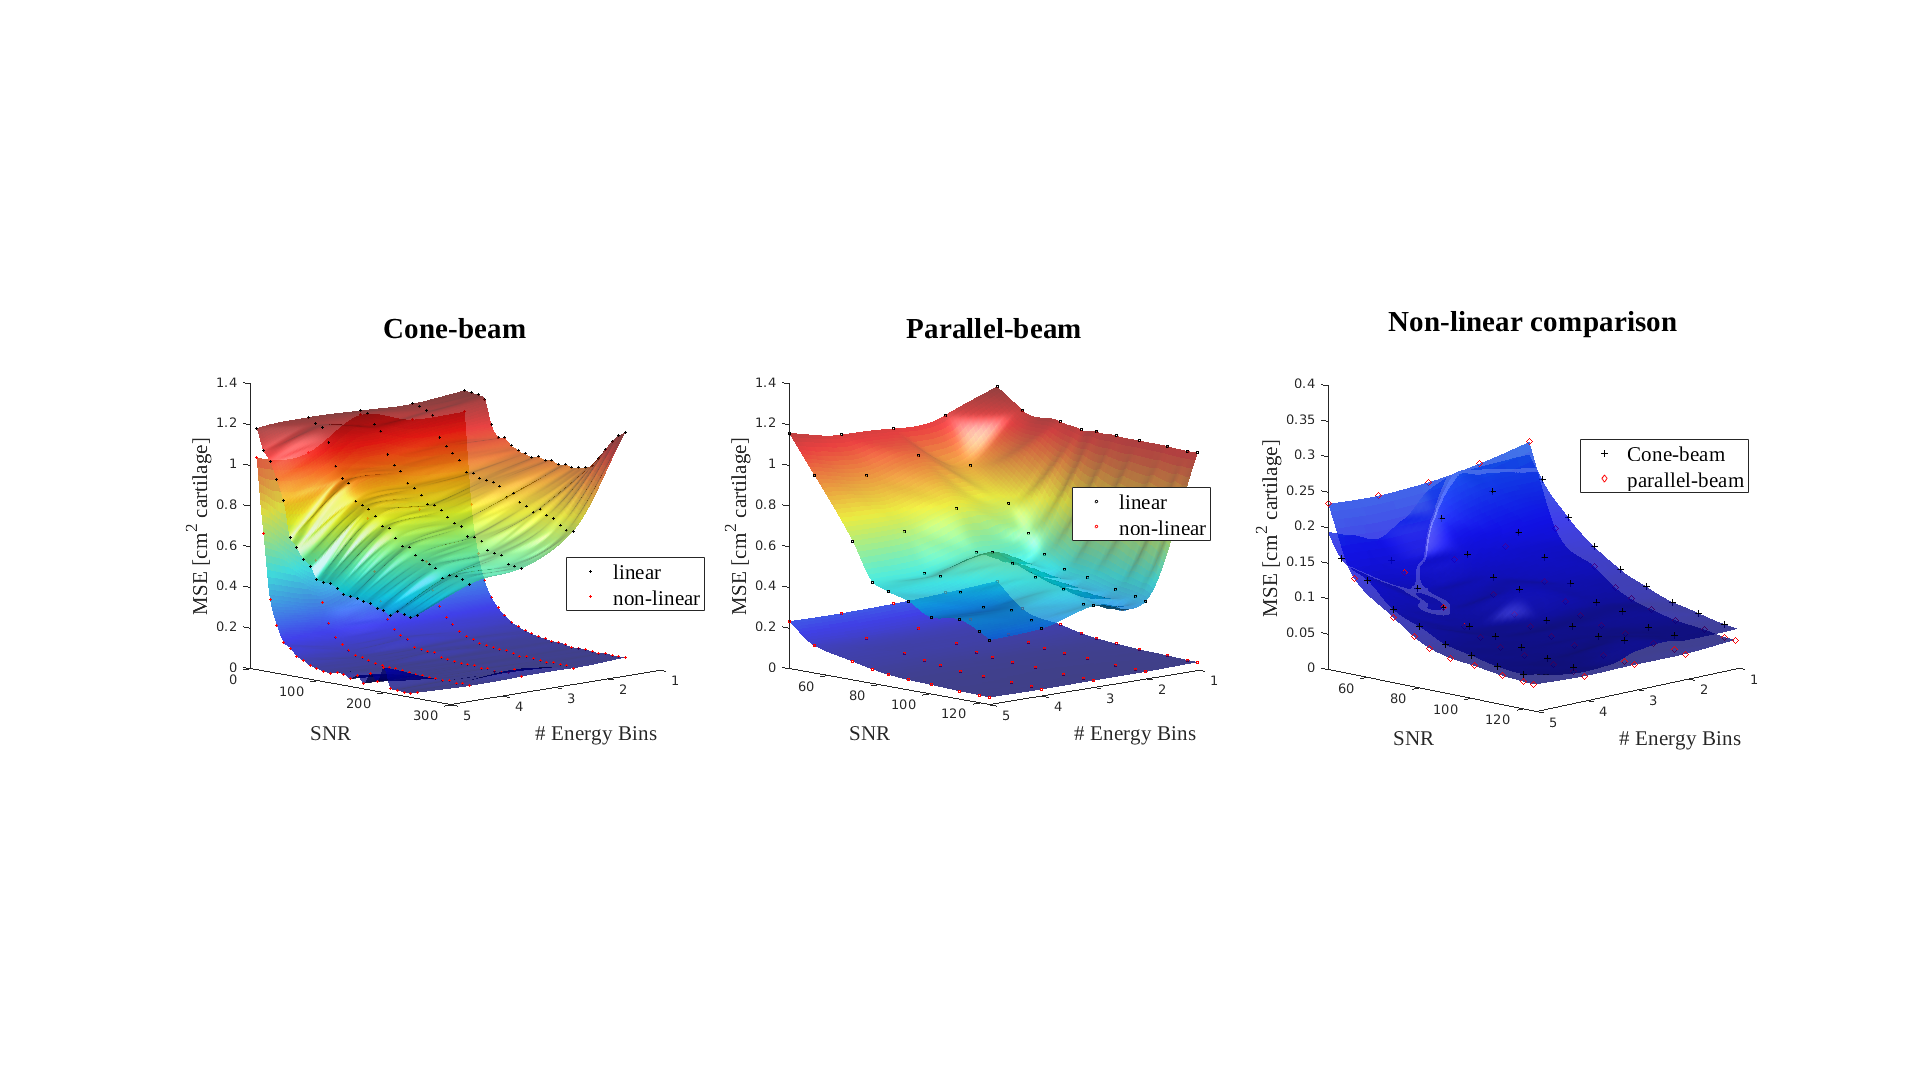 Cone-beam
1.4
1.2
1
0.8
0.6
0.4
0.2
0
MSE [cm² cartilage]
0
100
200
300
SNR
5
4
3
2
1
# Energy Bins
linear
non-linear
Parallel-beam
1.4
1.2
1
0.8
0.6
0.4
0.2
0
MSE [cm² cartilage]
60
80
100
120
SNR
5
4
3
2
1
# Energy Bins
linear
non-linear
Non-linear comparison
0.4
0.35
0.3
0.25
0.2
0.15
0.1
0.05
0
MSE [cm² cartilage]
60
80
100
120
SNR
5
4
3
2
1
# Energy Bins
Cone-beam
parallel-beam